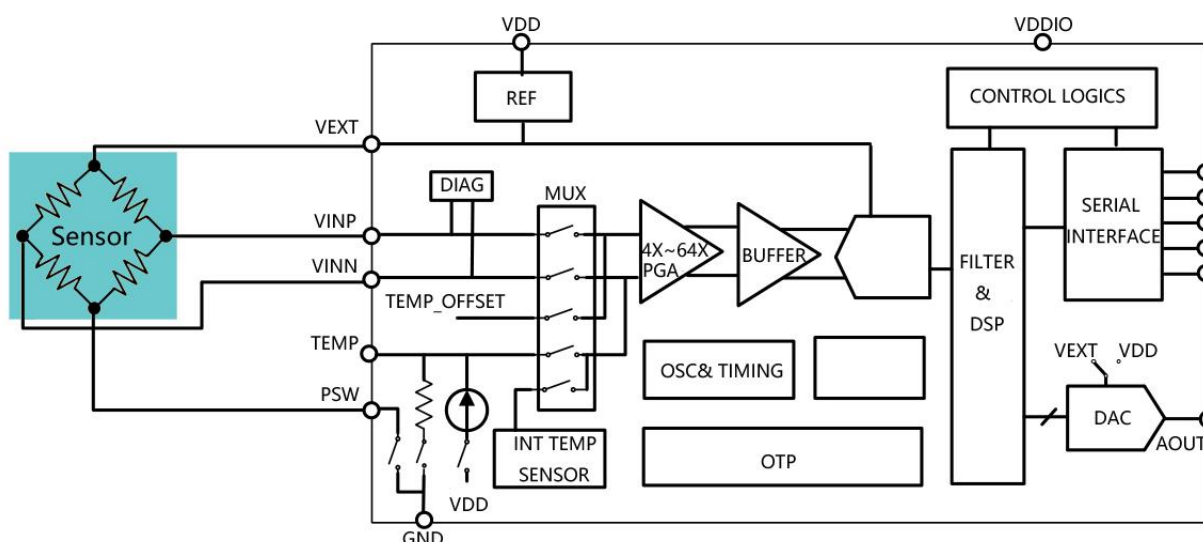 VDD
VDDIO
REF
CONTROL LOGICS
VEXT
DIAG
MUX
Sensor
VINP
VINN
4X~64X
PGA
BUFFER
FILTER
&
DSP
SERIAL
INTERFACE
TEMP_OFFSET
TEMP
OSC& TIMING
VEXT
VDD
PSW
DAC
INT TEMP
SENSOR
OTP
AOUT
VDD
GND